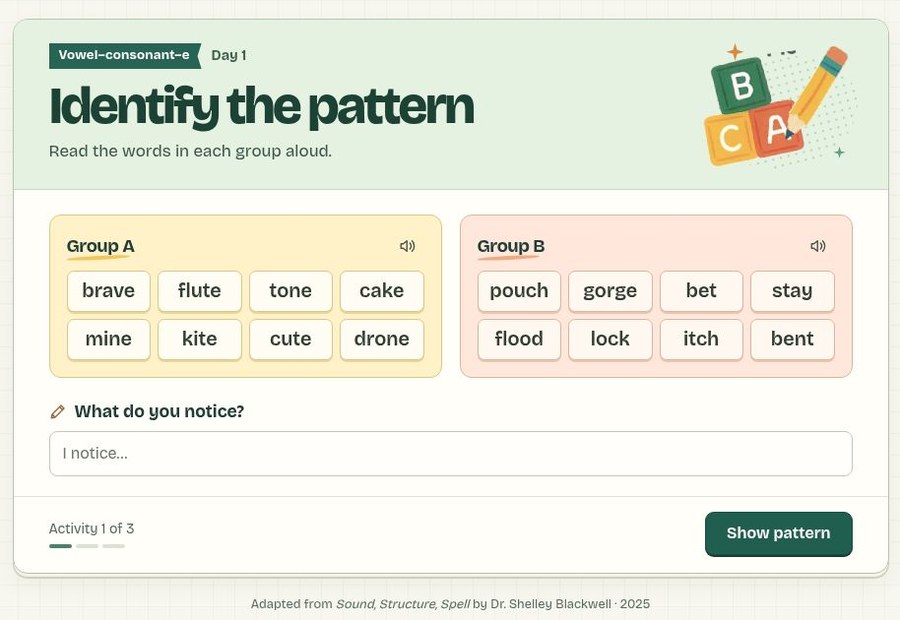 Vowel–consonant–e Day 1
Identify the pattern
Read the words in each group aloud.
B
C A
Group A
brave flute tone cake
mine kite cute drone
Group B
pouch gorge bet stay
flood lock itch bent
What do you notice?
I notice...
Activity 1 of 3
Show pattern
Adapted from Sound, Structure, Spell by Dr. Shelley Blackwell · 2025